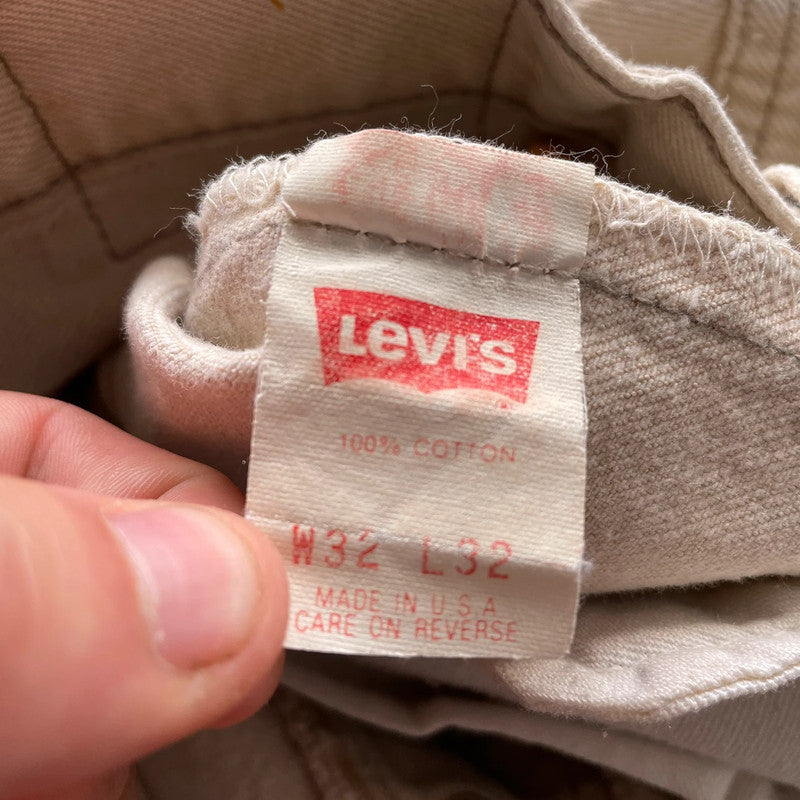 Levi's
®
100% COTTON
W32 L32
MADE IN U.S.A
CARE ON REVERSE